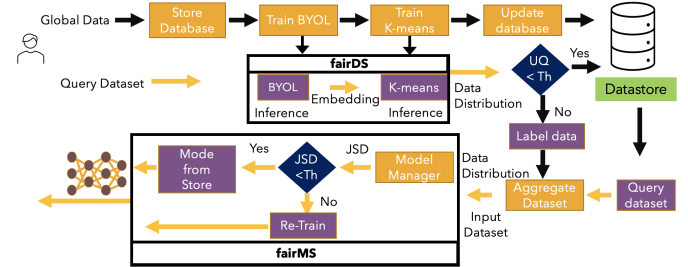 Global Data
Store
Database
Train BYOL
Train
K-means
Update
database
fairDS
Query Dataset
BYOL
Embedding
K-means
Inference
Inference
Data
Distribution
UQ
< Th
Yes
No
Datastore
Label data
Yes
JSD
Mode
from
Store
JSD
<Th
Model
Manager
Data
Distribution
Aggregate
Dataset
Query
dataset
No
Re-Train
Input
Dataset
fairMS